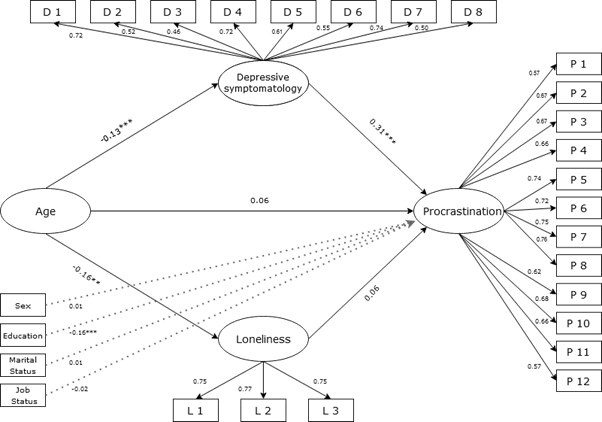 D 1 D 2 D 3 D 4 D 5 D 6 D 7 D 8
0.72 0.52 0.46 0.72 0.61 0.55 0.74 0.50
Depressive
symptomatology
-0.13***
0.31***
Age
0.06
Procrastination
-0.16**
0.06
Loneliness
0.75 0.77 0.75
L 1 L 2 L 3
Sex
0.01
Education
-0.16***
Marital
Status
0.01
Job
Status
-0.02
0.57
P 1
0.67
P 2
0.67
P 3
0.66
P 4
0.74
P 5
0.72
P 6
0.75
P 7
0.76
P 8
0.62
P 9
0.68
P 10
0.66
P 11
0.57
P 12